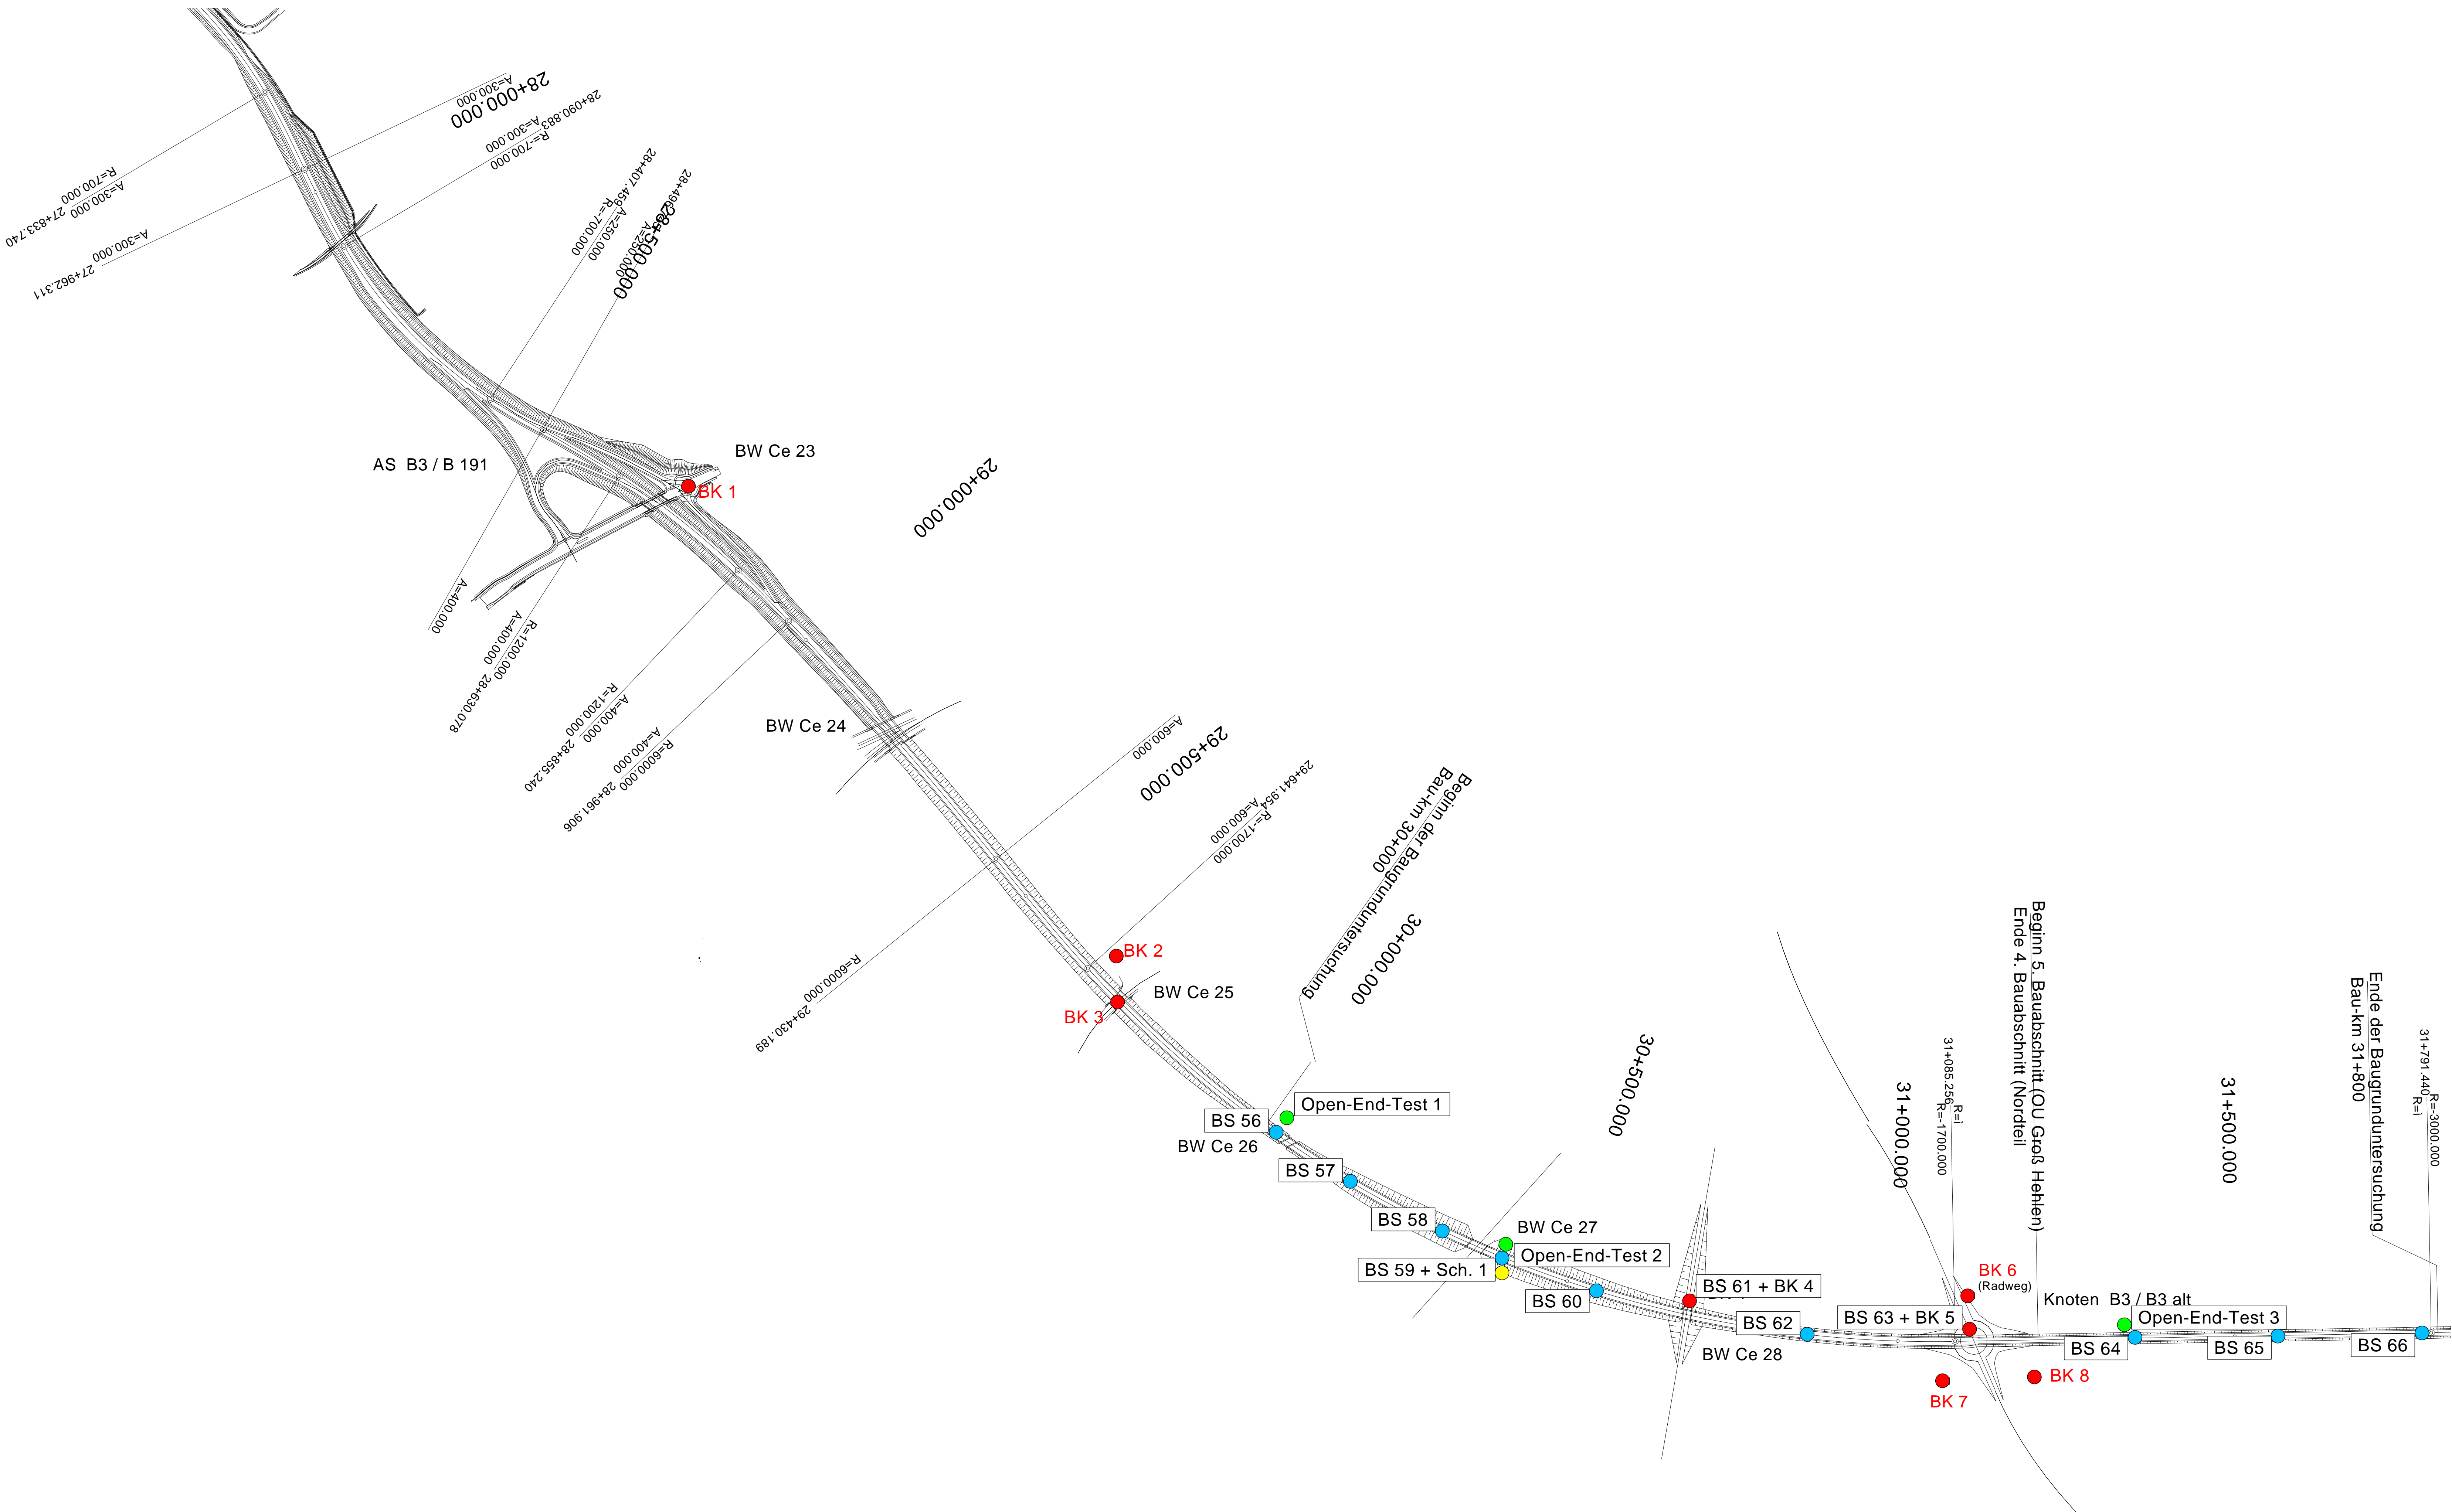 28+000.000
A=300.000
28+090.883
A=300.000
R=-700.000
R=700.000
A=300.000
27+833.740
A=300.000
27+962.311
28+407.459
R=-700.000
A=250.000
A=250.000
28+500.000
AS B3 / B 191
BW Ce 23
BK 1
29+000.000
A=400.000
R=1200.000
A=400.000
28+630.078
R=1200.000
A=400.000
28+855.240
R=6000.000
A=400.000
28+961.906
BW Ce 24
A=600.000
29+500.000
29+641.954
R=-1700.000
A=600.000
R=6000.000
29+430.189
BK 2
BW Ce 25
BK 3
Beginn der Baugrunduntersuchung
Bau-km 30+000
30+000.000
Open-End-Test 1
BS 56
BW Ce 26
BS 57
BS 58
30+500.000
BW Ce 27
Open-End-Test 2
BS 59 + Sch. 1
BS 60
BS 61 + BK 4
BS 62
BW Ce 28
31+000.000
31+085.256
R=i
R=-1700.000
Beginn 5. Bauabschnitt (OU Groß Hehlen)
Ende 4. Bauabschnitt (Nordteil
BK 6
(Radweg)
BS 63 + BK 5
Knoten B3 / B3 alt
Open-End-Test 3
BS 64
BS 65
BS 66
BK 7
BK 8
31+500.000
Ende der Baugrunduntersuchung
Bau-km 31+800
31+791.440
R=-3000.000
R=i